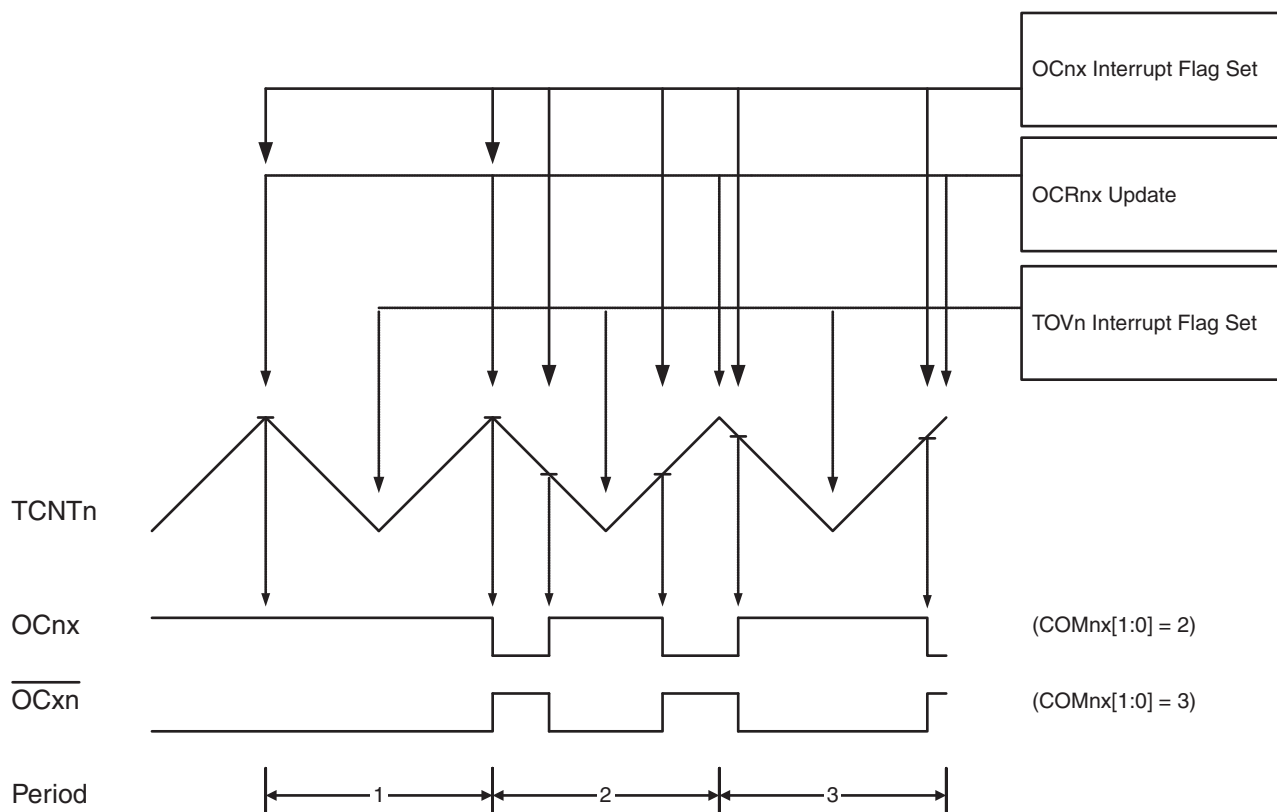 OCnx Interrupt Flag Set
OCRnx Update
TOVn Interrupt Flag Set
TCNTn
OCnx
(COMnx[1:0] = 2)
OCxn
(COMnx[1:0] = 3)
Period
1
2
3